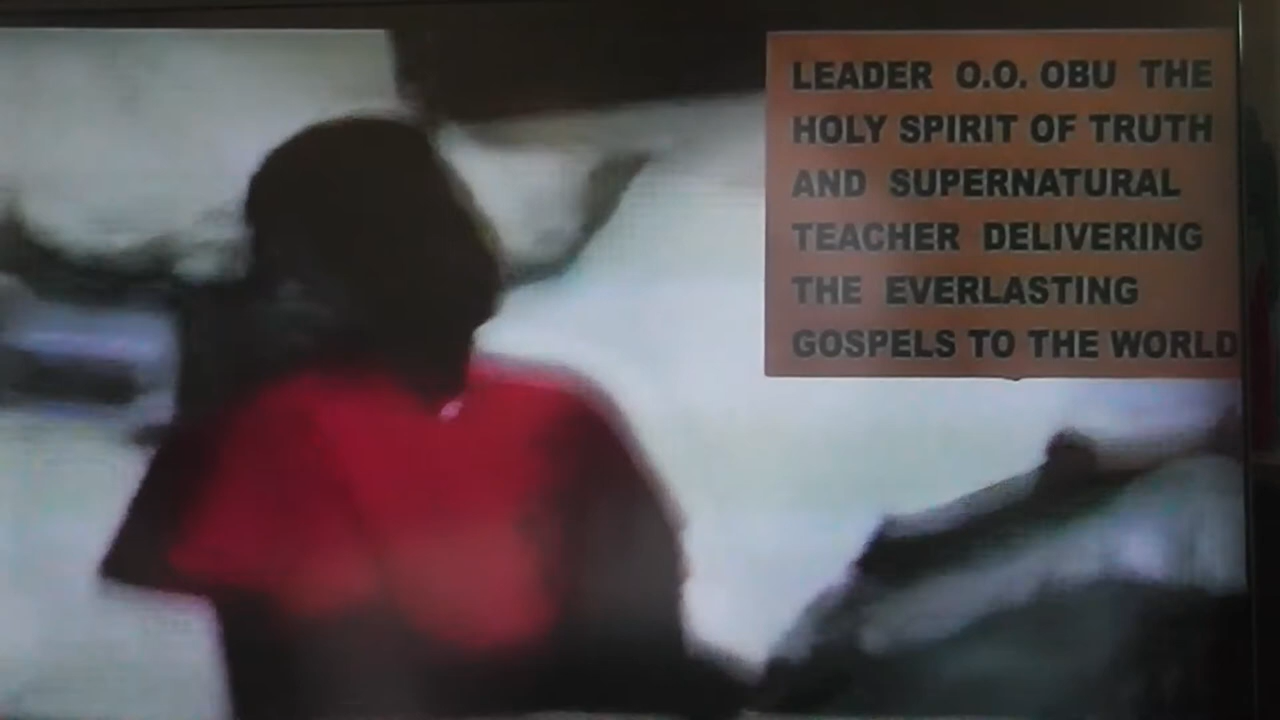 LEADER O.O. OBU THE
HOLY SPIRIT OF TRUTH
AND SUPERNATURAL
TEACHER DELIVERING
THE EVERLASTING
GOSPELS TO THE WORLD